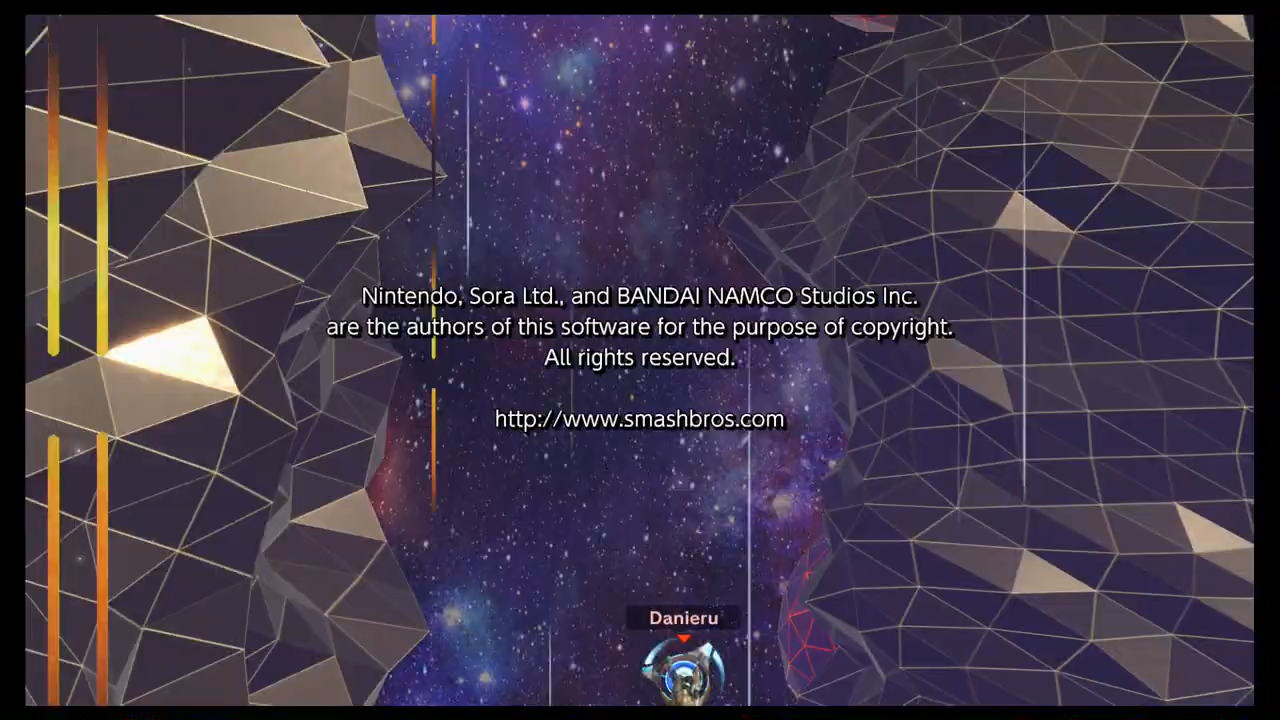 Nintendo, Sora Ltd., and BANDAI NAMCO Studios Inc.
are the authors of this software for the purpose of copyright.
All rights reserved.
http://www.smashbros.com
Danieru